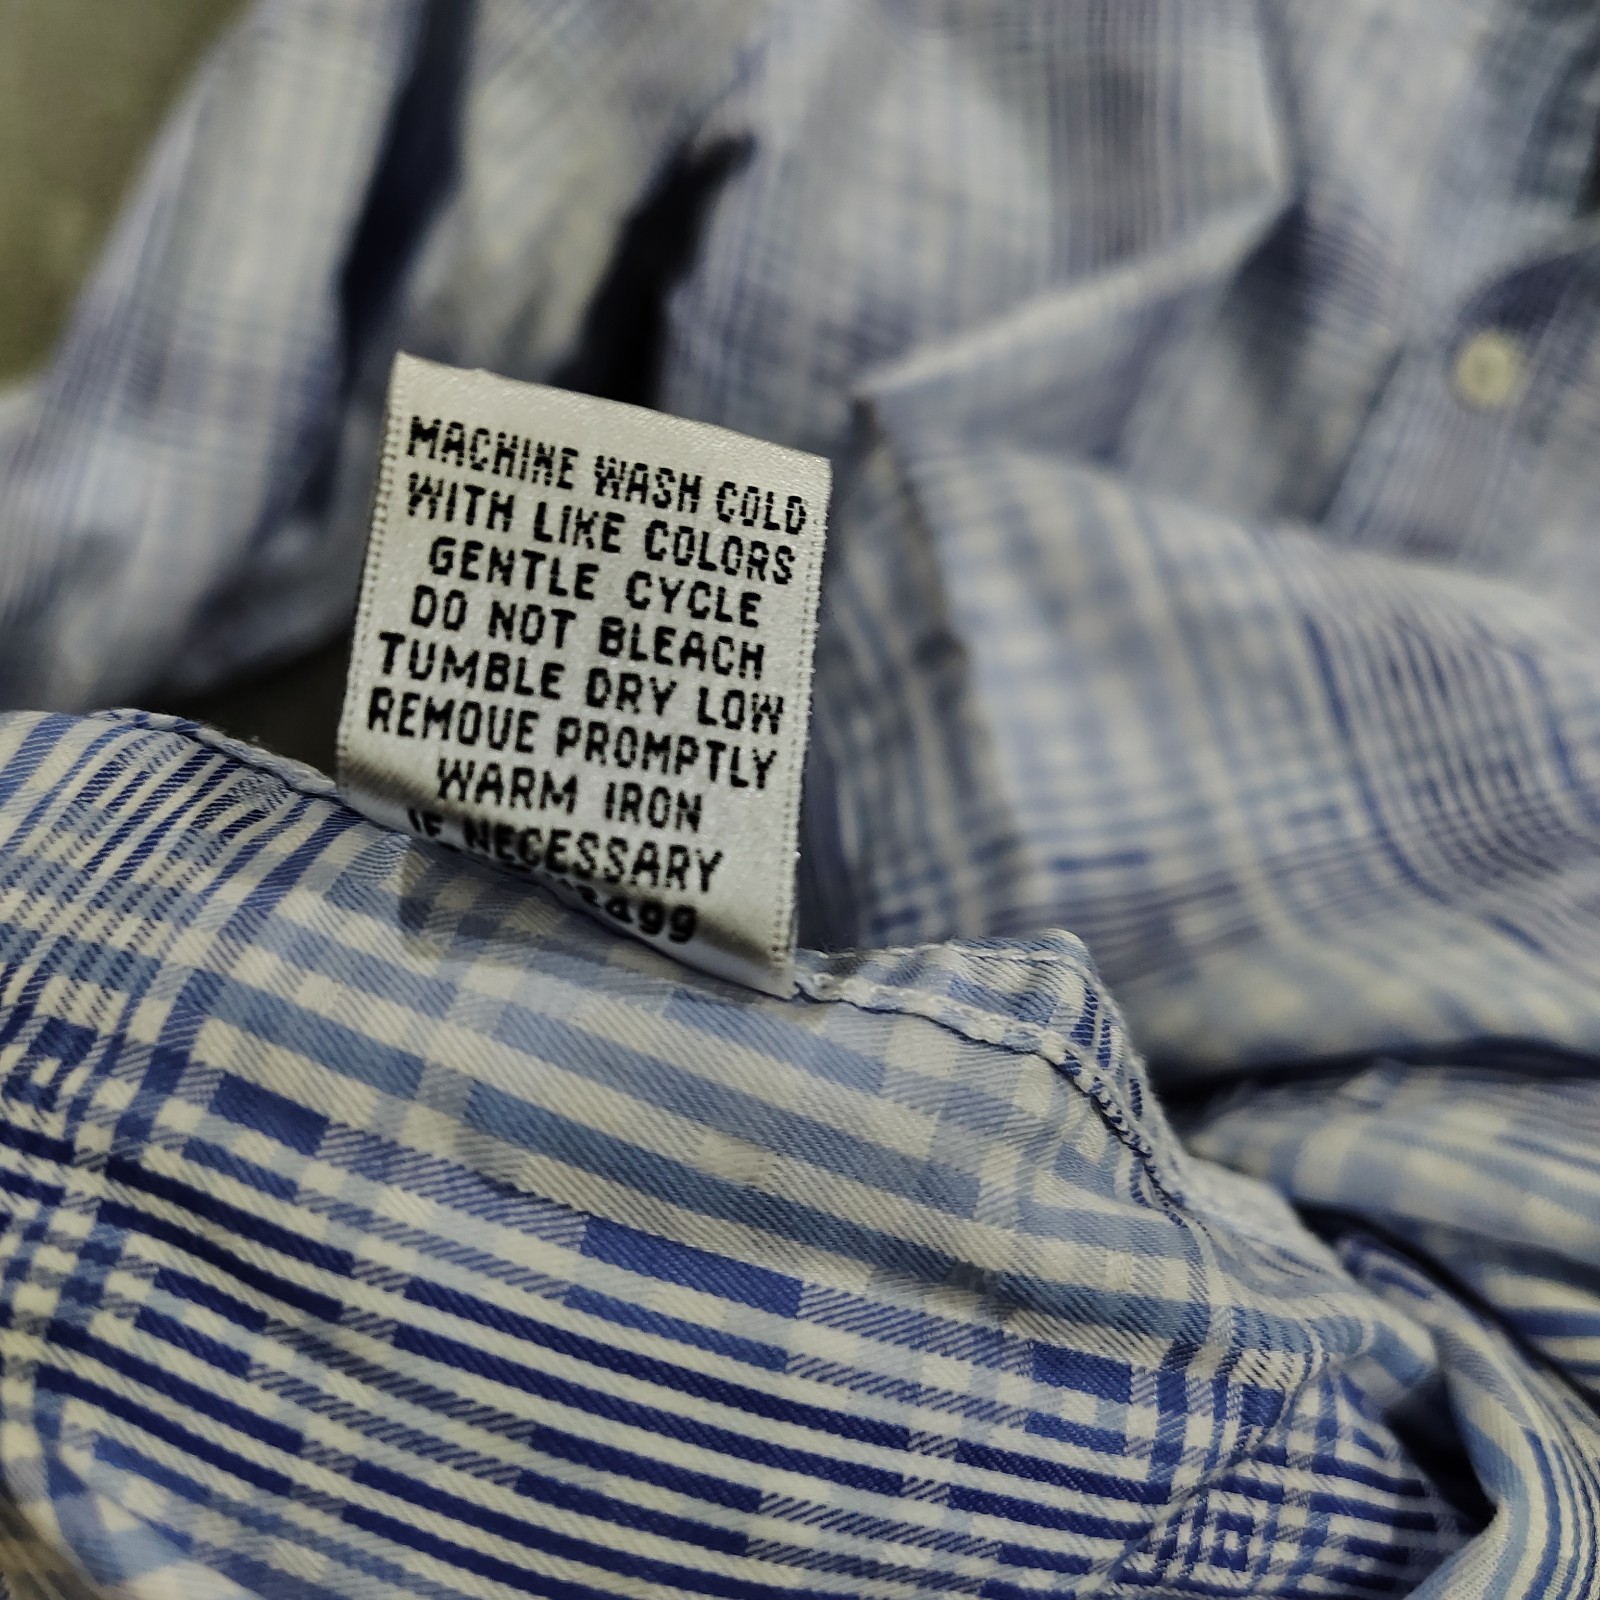 MACHINE WASH COLD
WITH LIKE COLORS
GENTLE CYCLE
DO NOT BLEACH
TUMBLE DRY LOW
REMOVE PROMPTLY
WARM IRON
IF NECESSARY